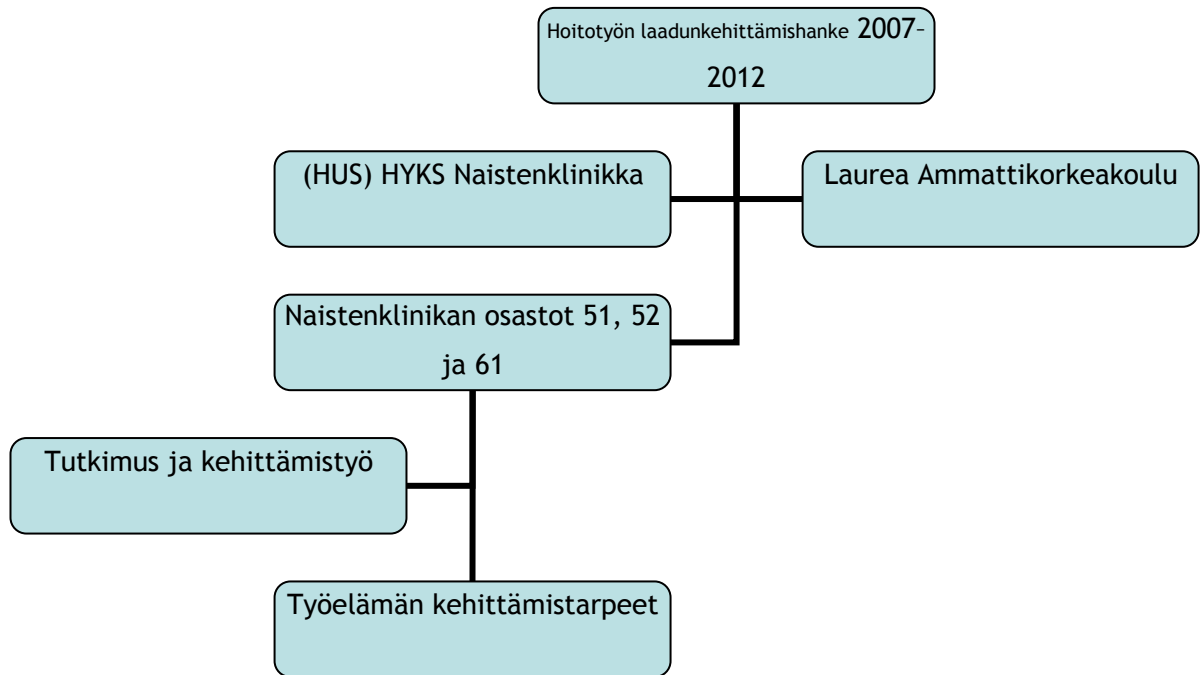 Hoitotyön laadunkehittämishanke 2007–
2012
(HUS) HYKS Naistenklinikka
Laurea Ammattikorkeakoulu
Naistenklinikan osastot 51, 52
ja 61
Tutkimus ja kehittämistyö
Työelämän kehittämistarpeet